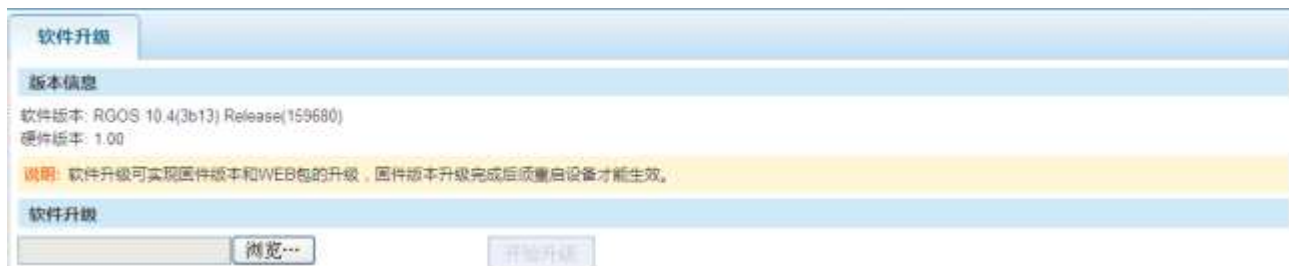 软件升级
版本信息
软件版本: RGOS 10.4(3b13) Release(159680)
硬件版本: 1.00
说明: 软件升级可实现固件版本和WEB包的升级，固件版本升级完成后须重启设备才能生效。
软件升级
浏览… 开始升级